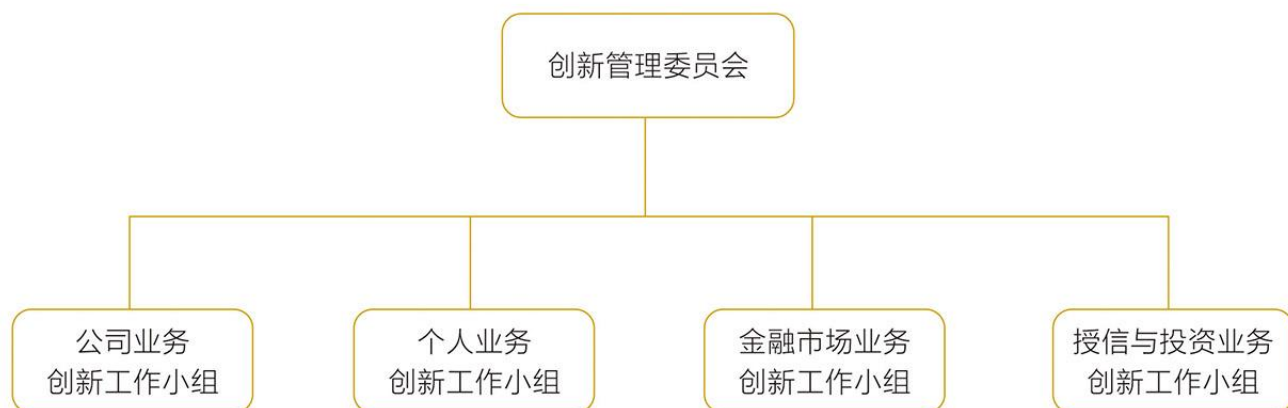 创新管理委员会
公司业务
创新工作小组
个人业务
创新工作小组
金融市场业务
创新工作小组
授信与投资业务
创新工作小组